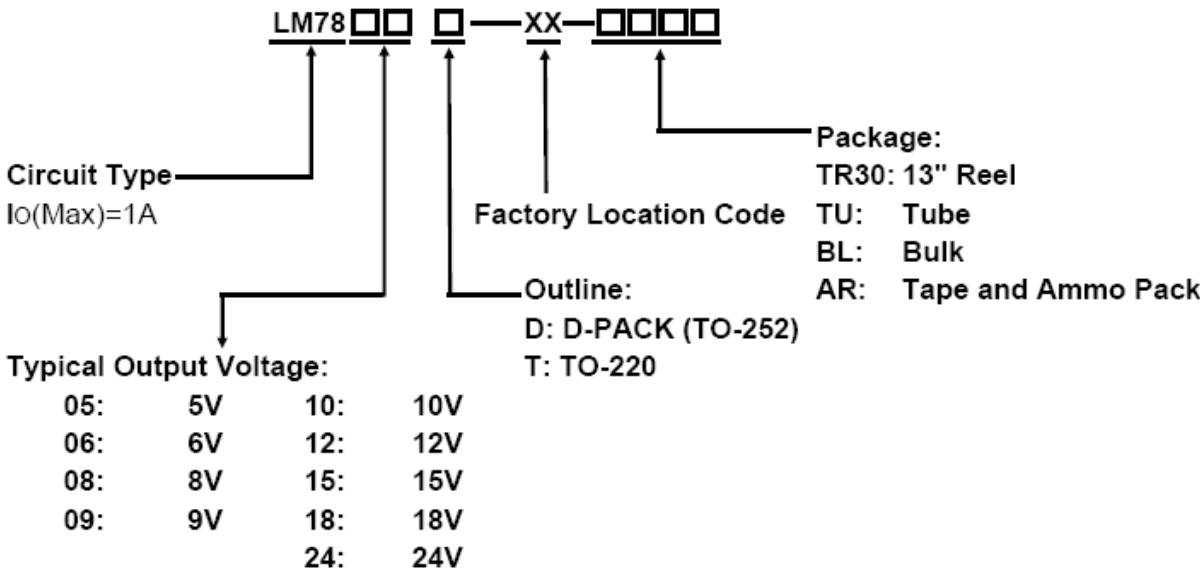 LM78□□ □—XX—□□□□
Circuit Type
IO(Max)=1A
Factory Location Code
Package:
TR30: 13" Reel
TU: Tube
BL: Bulk
AR: Tape and Ammo Pack
Outline:
D: D-PACK (TO-252)
T: TO-220
Typical Output Voltage:
05: 5V 10: 10V
06: 6V 12: 12V
08: 8V 15: 15V
09: 9V 18: 18V
24: 24V